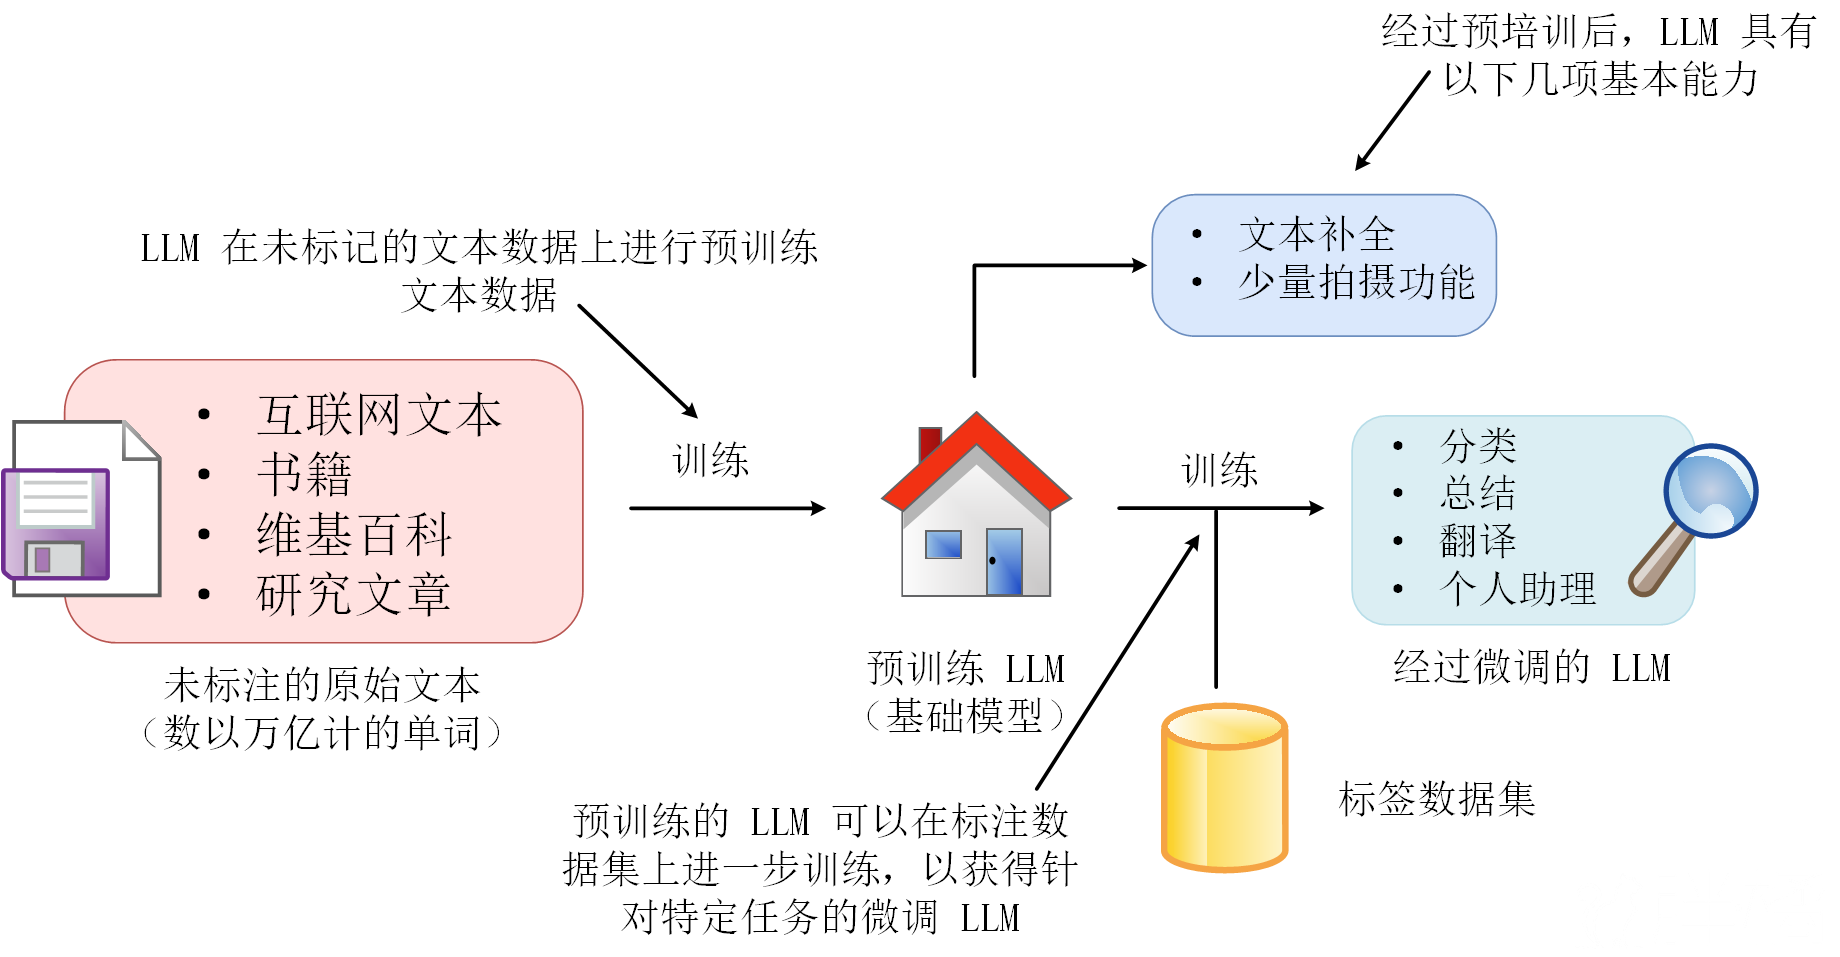 经过预培训后，LLM 具有
以下几项基本能力
• 文本补全
• 少量拍摄功能
LLM 在未标记的文本数据上进行预训练
文本数据
• 互联网文本
• 书籍
• 维基百科
• 研究文章
未标注的原始文本
（数以万亿计的单词）
训练
预训练 LLM
（基础模型）
训练
• 分类
• 总结
• 翻译
• 个人助理
经过微调的 LLM
标签数据集
预训练的 LLM 可以在标注数
据集上进一步训练，以获得针
对特定任务的微调 LLM